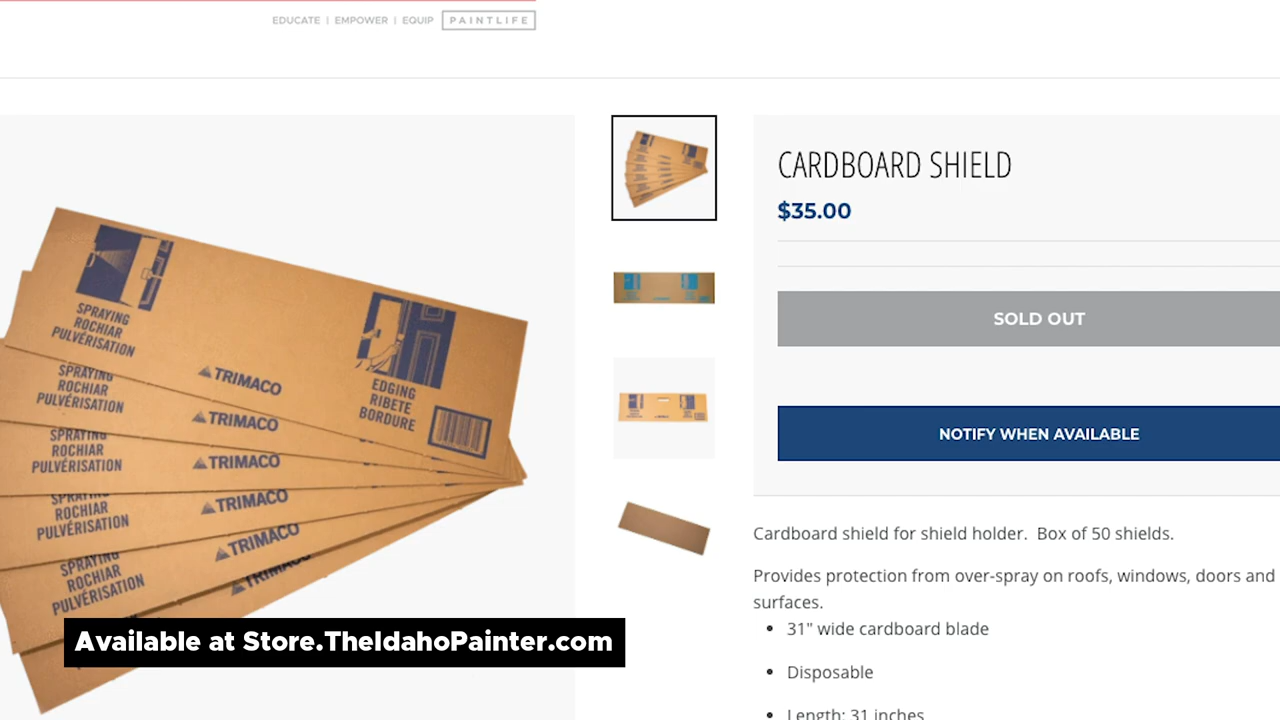 EDUCATE | EMPOWER | EQUIP PAINTLIFE
CARDBOARD SHIELD
$35.00
SOLD OUT
NOTIFY WHEN AVAILABLE
Cardboard shield for shield holder. Box of 50 shields.
Provides protection from over-spray on roofs, windows, doors and
surfaces.
31" wide cardboard blade
Disposable
Length: 31 inches
SPRAYING
ROCHIAR
PULVÉRISATION
TRIMACO
EDGING
RIBETE
BORDURE
SPRAYING
ROCHIAR
PULVÉRISATION
TRIMACO
SPRAYING
ROCHIAR
PULVÉRISATION
TRIMACO
SPRAYING
ROCHIAR
PULVÉRISATION
TRIMACO
TRIMACO
SPRAYING
ROCHIAR
PULVÉRISATION
TRIMACO
Available at Store.TheIdahoPainter.com